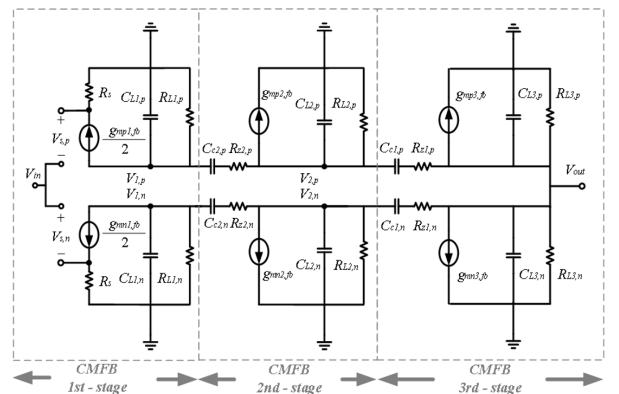 Rs
CL1,p
RL1,p
Vs,p
gmp1,fb
2
Vin
V1,p
V1,n
Vs,n
gmn1,fb
2
Rs
CL1,n
RL1,n
Cc2,p
Rz2,p
gmp2,fb
CL2,p
RL2,p
V2,p
V2,n
Cc2,n
Rz2,n
gmn2,fb
CL2,n
RL2,n
Cc1,p
Rz1,p
gmp3,fb
CL3,p
RL3,p
Vout
Cc1,n
Rz1,n
gmn3,fb
CL3,n
RL3,n
CMFB
1st - stage
CMFB
2nd - stage
CMFB
3rd - stage